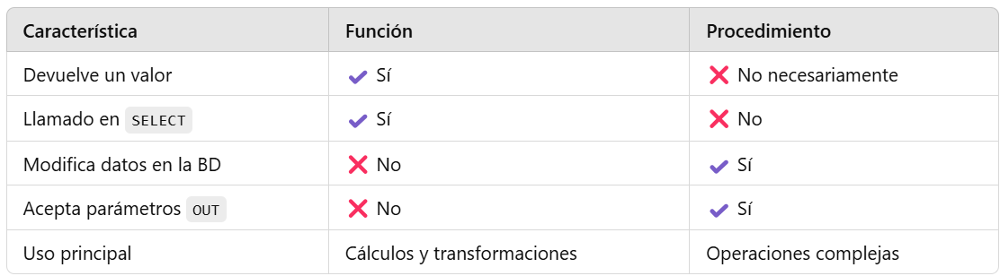 Característica Función Procedimiento
Devuelve un valor Sí No necesariamente
Llamado en SELECT Sí No
Modifica datos en la BD No Sí
Acepta parámetros OUT No Sí
Uso principal Cálculos y transformaciones Operaciones complejas